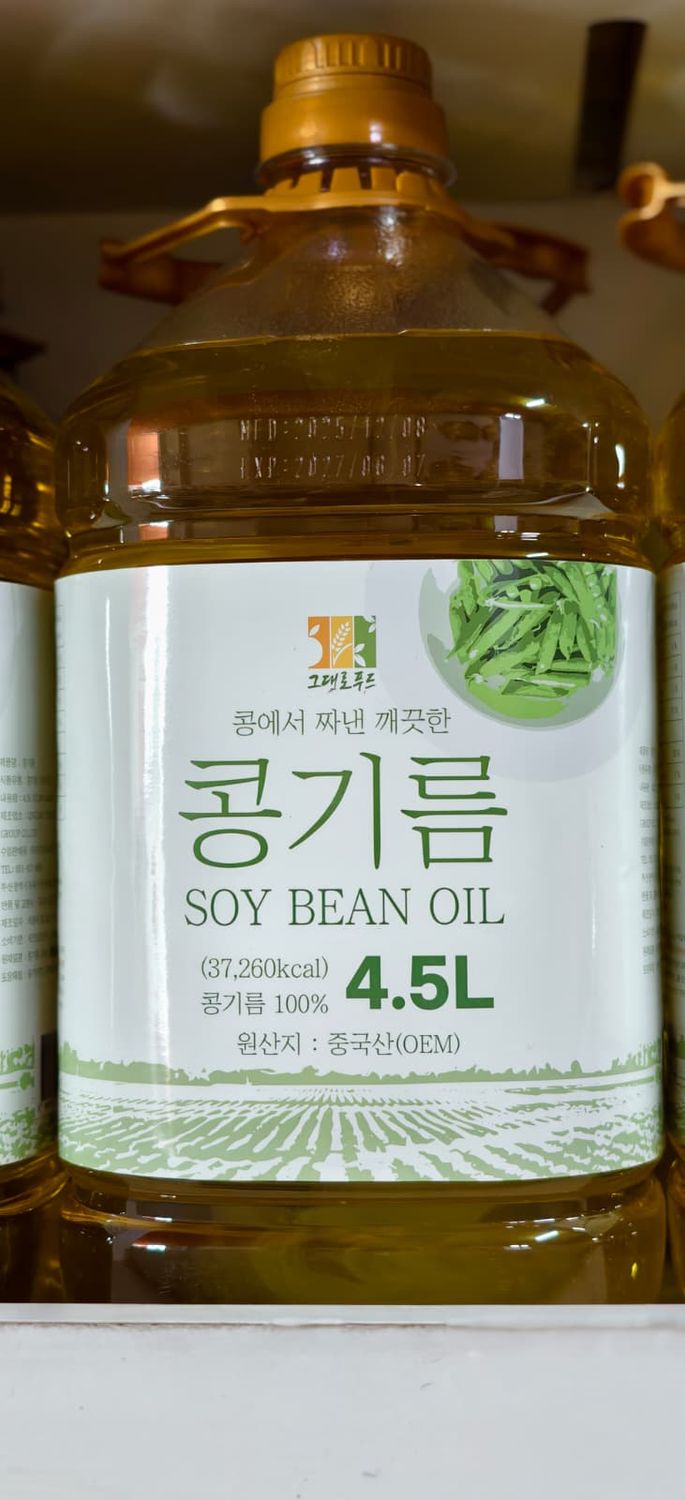 MFD:2025/12/08
EXP:2027/06/07
그대로푸드
콩에서 짜낸 깨끗한
콩기름
SOY BEAN OIL
(37,260kcal)
콩기름 100%
4.5L
원산지 : 중국산(OEM)